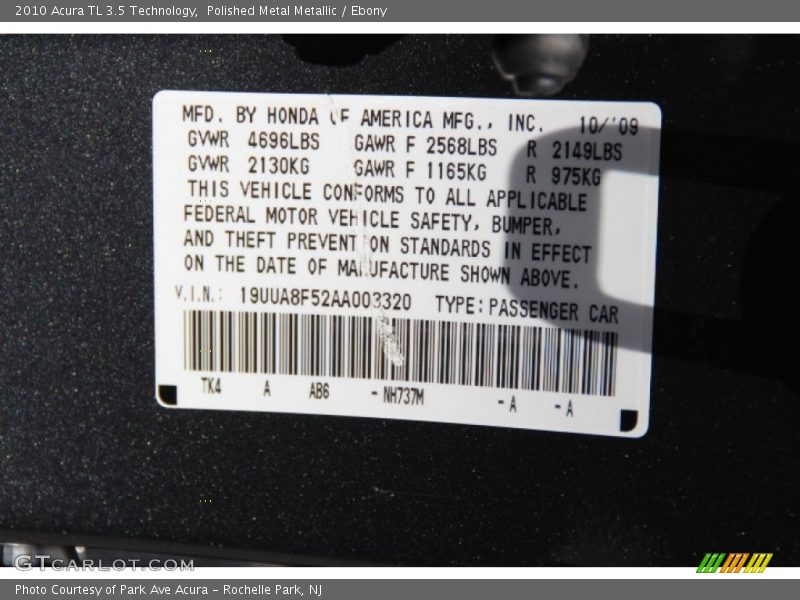 2010 Acura TL 3.5 Technology,  Polished Metal Metallic / Ebony
MFD. BY HONDA OF AMERICA MFG., INC. 10/'09
GVWR 4696LBS GAWR F 2568LBS R 2149LBS
GVWR 2130KG GAWR F 1165KG R 975KG
THIS VEHICLE CONFORMS TO ALL APPLICABLE
FEDERAL MOTOR VEHICLE SAFETY, BUMPER,
AND THEFT PREVENTION STANDARDS IN EFFECT
ON THE DATE OF MANUFACTURE SHOWN ABOVE.
V.I.N.: 19UUA8F52AA003320 TYPE:PASSENGER CAR
TK4 A AB6 -NH737M -A -A
GTCARLOT.COM
Photo Courtesy of Park Ave Acura – Rochelle Park, NJ